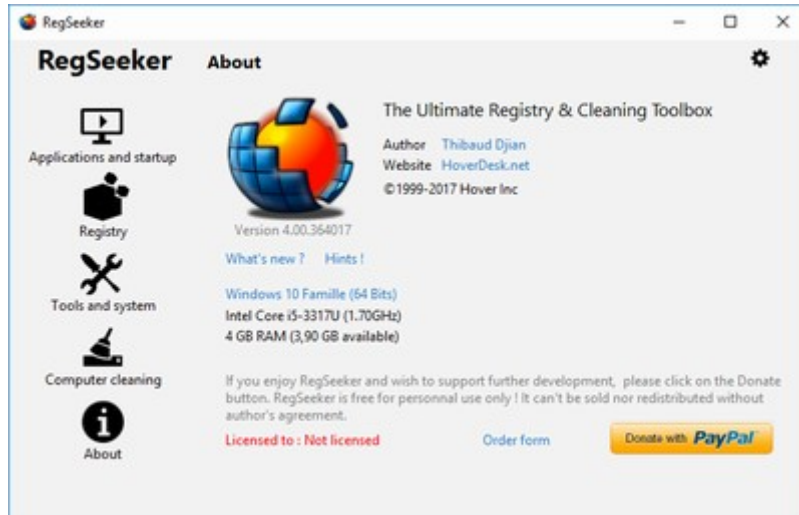 RegSeeker
RegSeeker
About
Applications and startup
Registry
Tools and system
Computer cleaning
About
The Ultimate Registry & Cleaning Toolbox
Author Thibaud Djian
Website HoverDesk.net
©1999-2017 Hover Inc
Version 4.00.364017
What's new ? Hints !
Windows 10 Famille (64 Bits)
Intel Core i5-3317U (1.70GHz)
4 GB RAM (3,90 GB available)
If you enjoy RegSeeker and wish to support further development, please click on the Donate
button. RegSeeker is free for personnal use only ! It can't be sold nor redistributed without
author's agreement.
Licensed to : Not licensed
Order form
Donate with PayPal